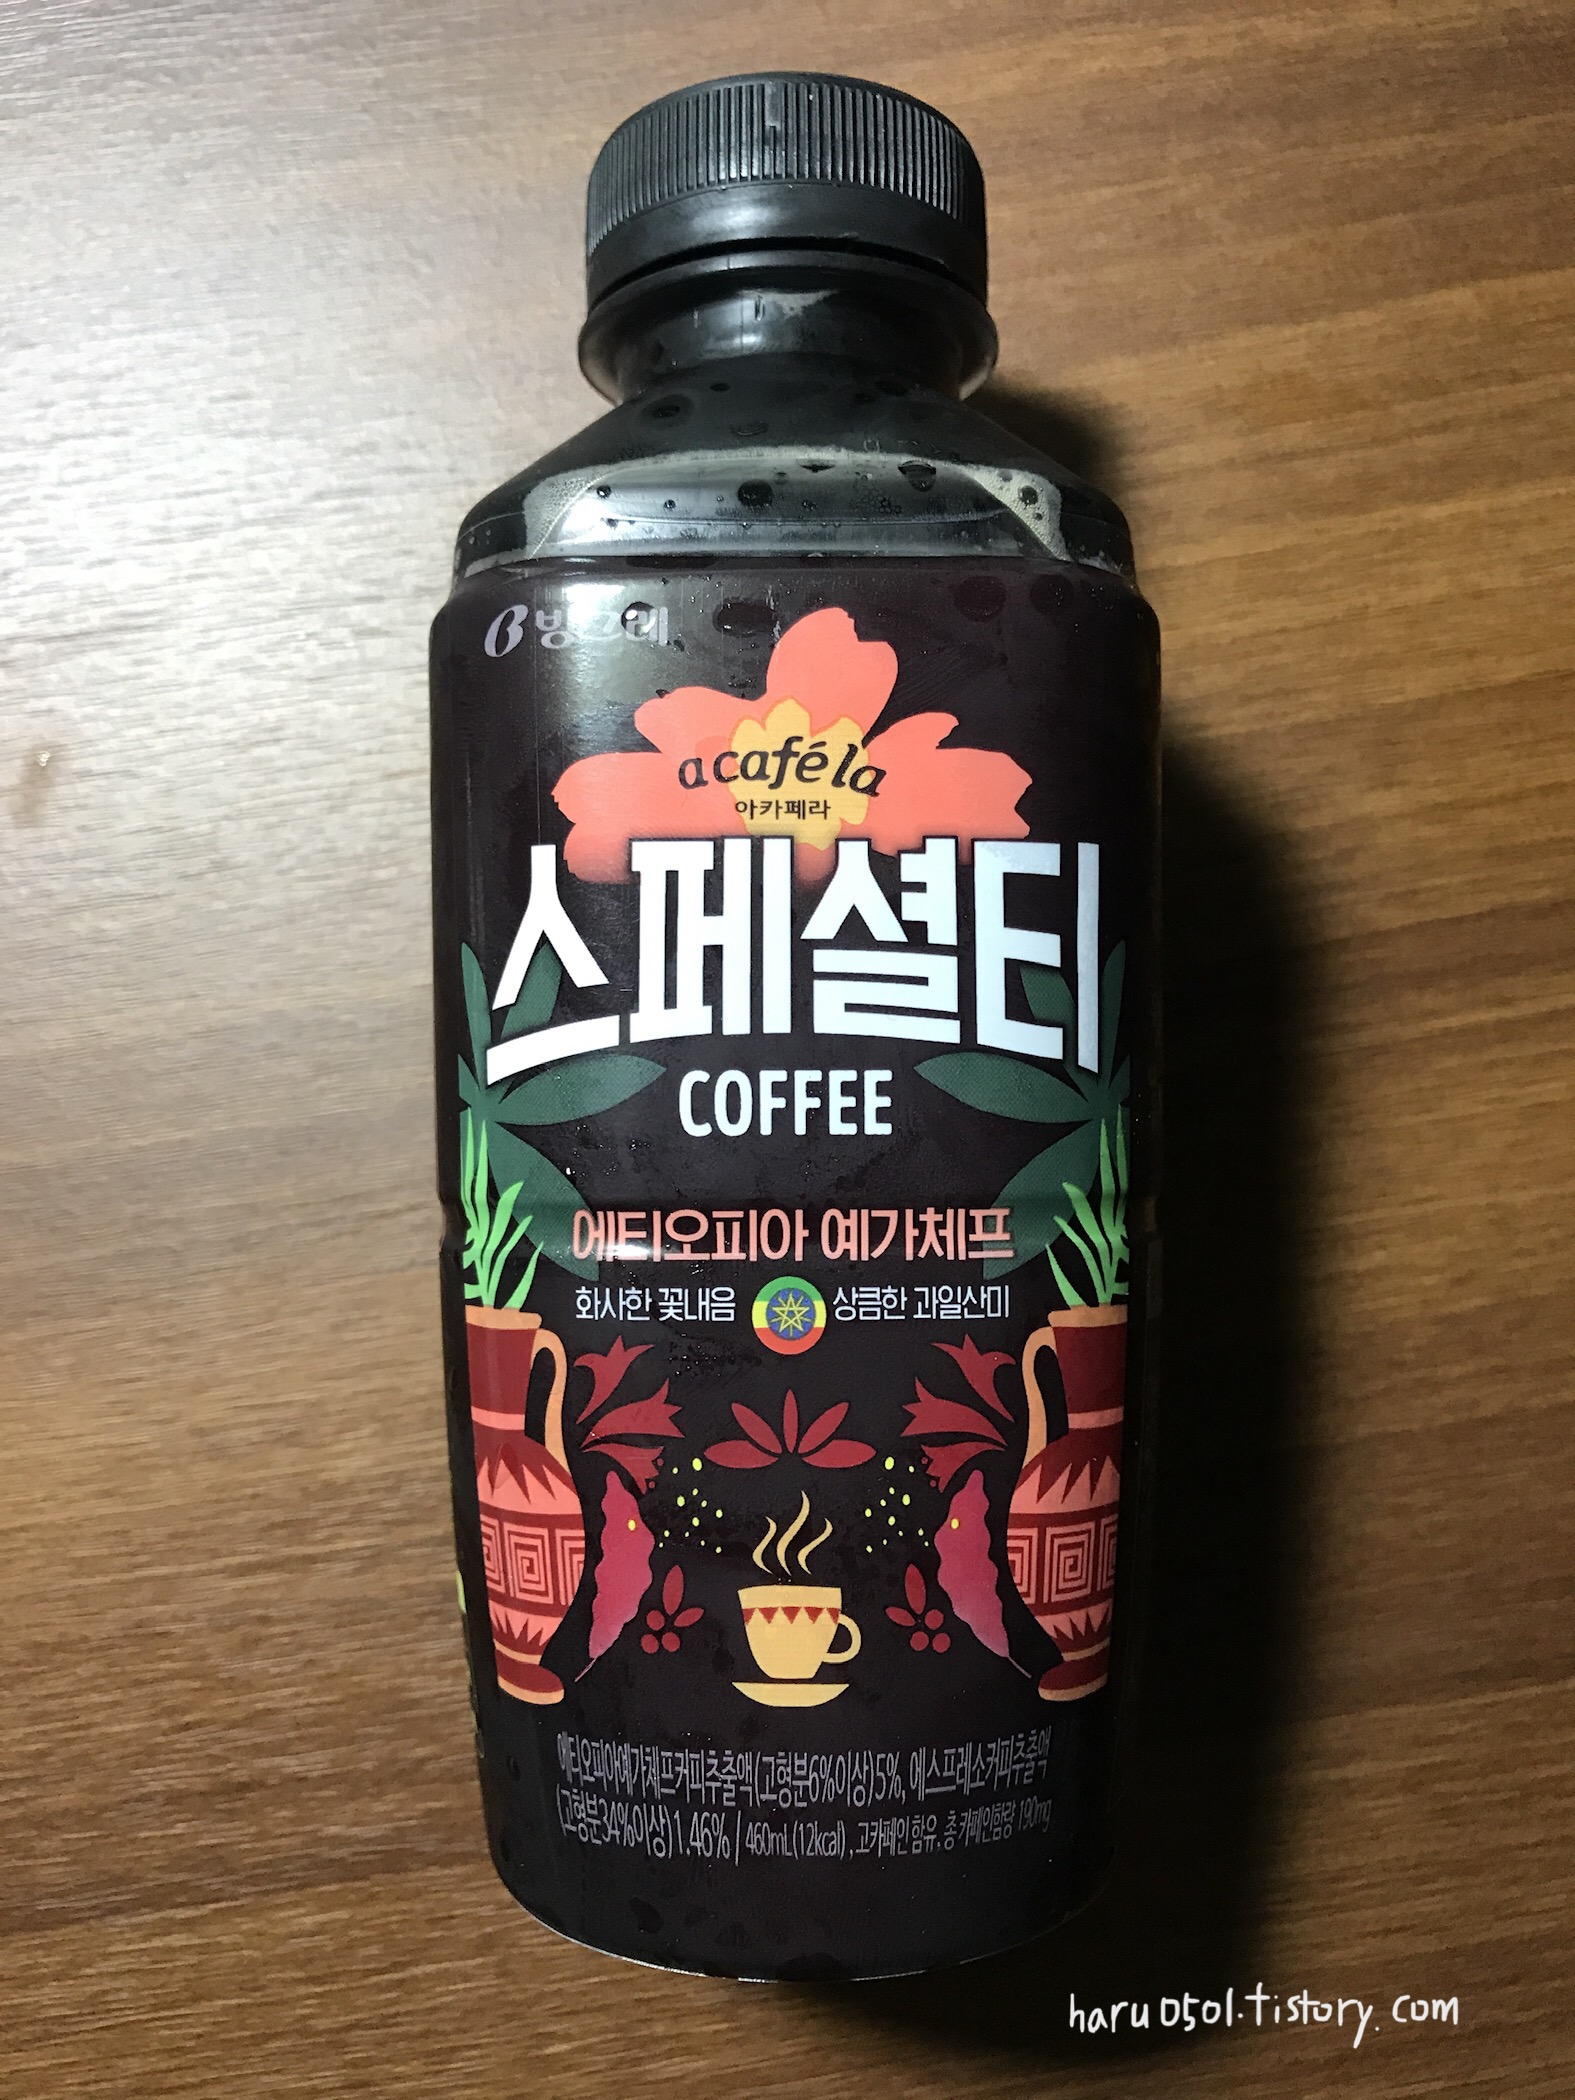 빙그레
acaféla
아카페라
스페셜티
COFFEE
에티오피아 예가체프
화사한 꽃내음 상큼한 과일산미
에티오피아예가체프커피추출액(고형분6%이상)5%, 에스프레소커피추출액
(고형분34%이상)1.46% / 460mL(12kcal), 고카페인 함유, 총 카페인함량 190mg
haru0501.tistory.com